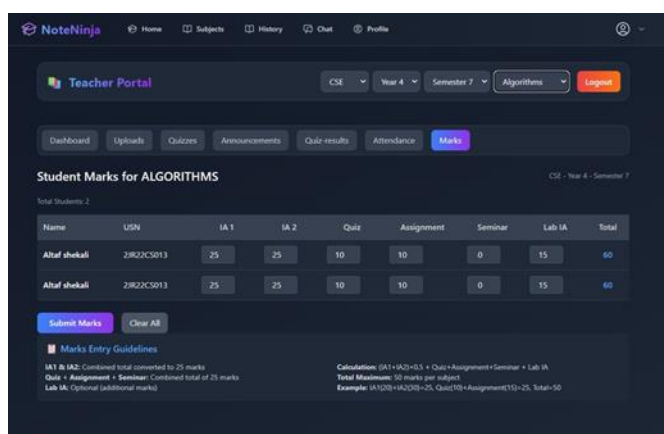 NoteNinja Home Subjects History Chat Profile
Teacher Portal CSE Year 4 Semester 7 Algorithms Logout
Dashboard Uploads Quizzes Announcements Quiz-results Attendance Marks
Student Marks for ALGORITHMS CSE - Year 4 - Semester 7
Total Students: 2
Name USN IA 1 IA 2 Quiz Assignment Seminar Lab IA Total
Altaf shekali 2JR22CS013 25 25 10 10 0 15 60
Altaf shekali 2JR22CS013 25 25 10 10 0 15 60
Submit Marks Clear All
Marks Entry Guidelines
IA1 & IA2: Combined total converted to 25 marks Calculation: (IA1+IA2)×0.5 + Quiz+Assignment+Seminar + Lab IA
Quiz + Assignment + Seminar: Combined total of 25 marks Total Maximum: 50 marks per subject
Lab IA: Optional (additional marks) Example: IA1(20)+IA2(30)=25, Quiz(10)+Assignment(15)=25, Total=50